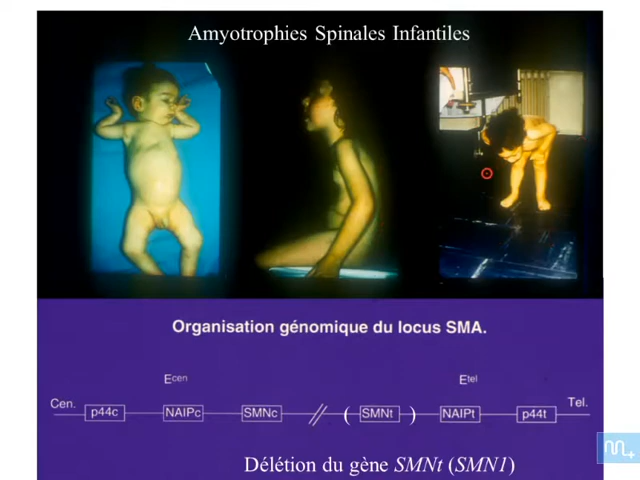 Amyotrophies Spinales Infantiles
Organisation génomique du locus SMA.
Ecen Etel
Cen. p44c NAIPc SMNc // ( SMNt ) NAIPt p44t Tel.
Délétion du gène SMNt (SMN1)